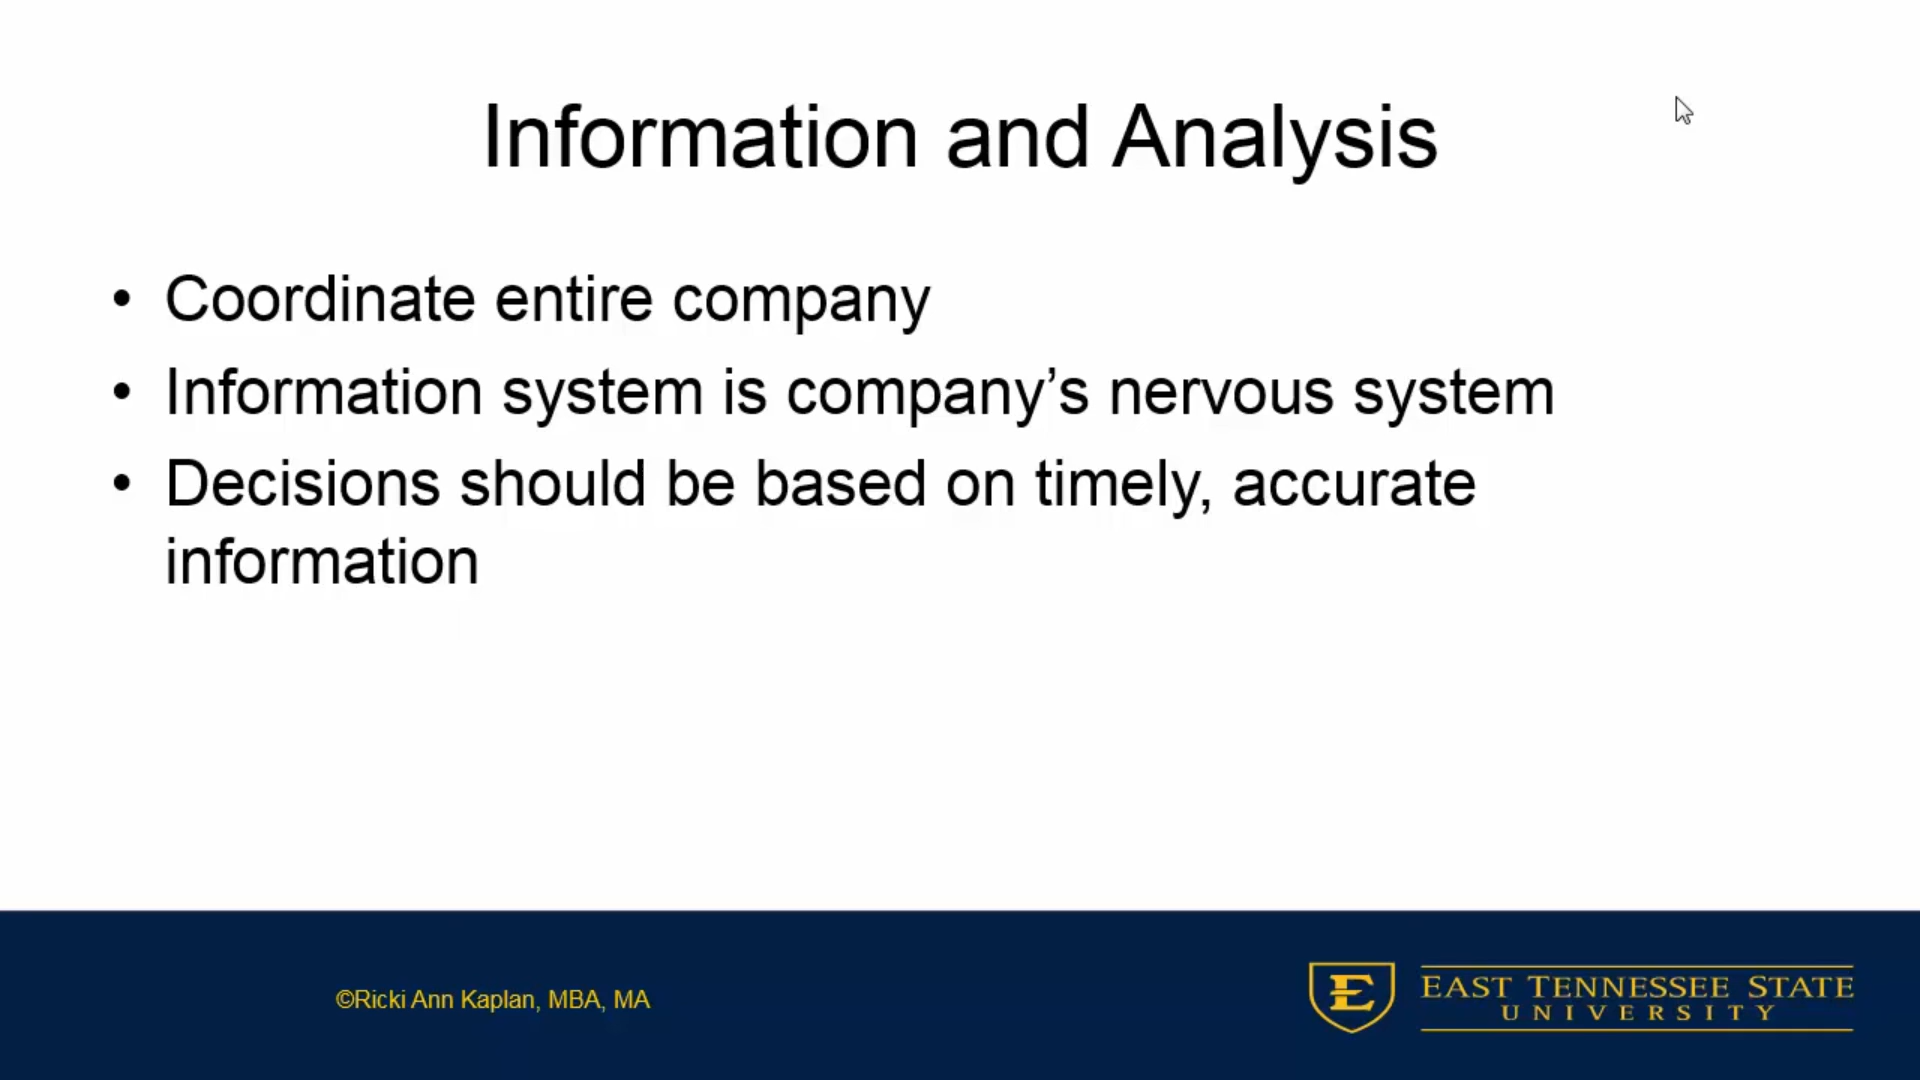 Information and Analysis
• Coordinate entire company
• Information system is company’s nervous system
• Decisions should be based on timely, accurate
information
©Ricki Ann Kaplan, MBA, MA
E
EAST TENNESSEE STATE
UNIVERSITY